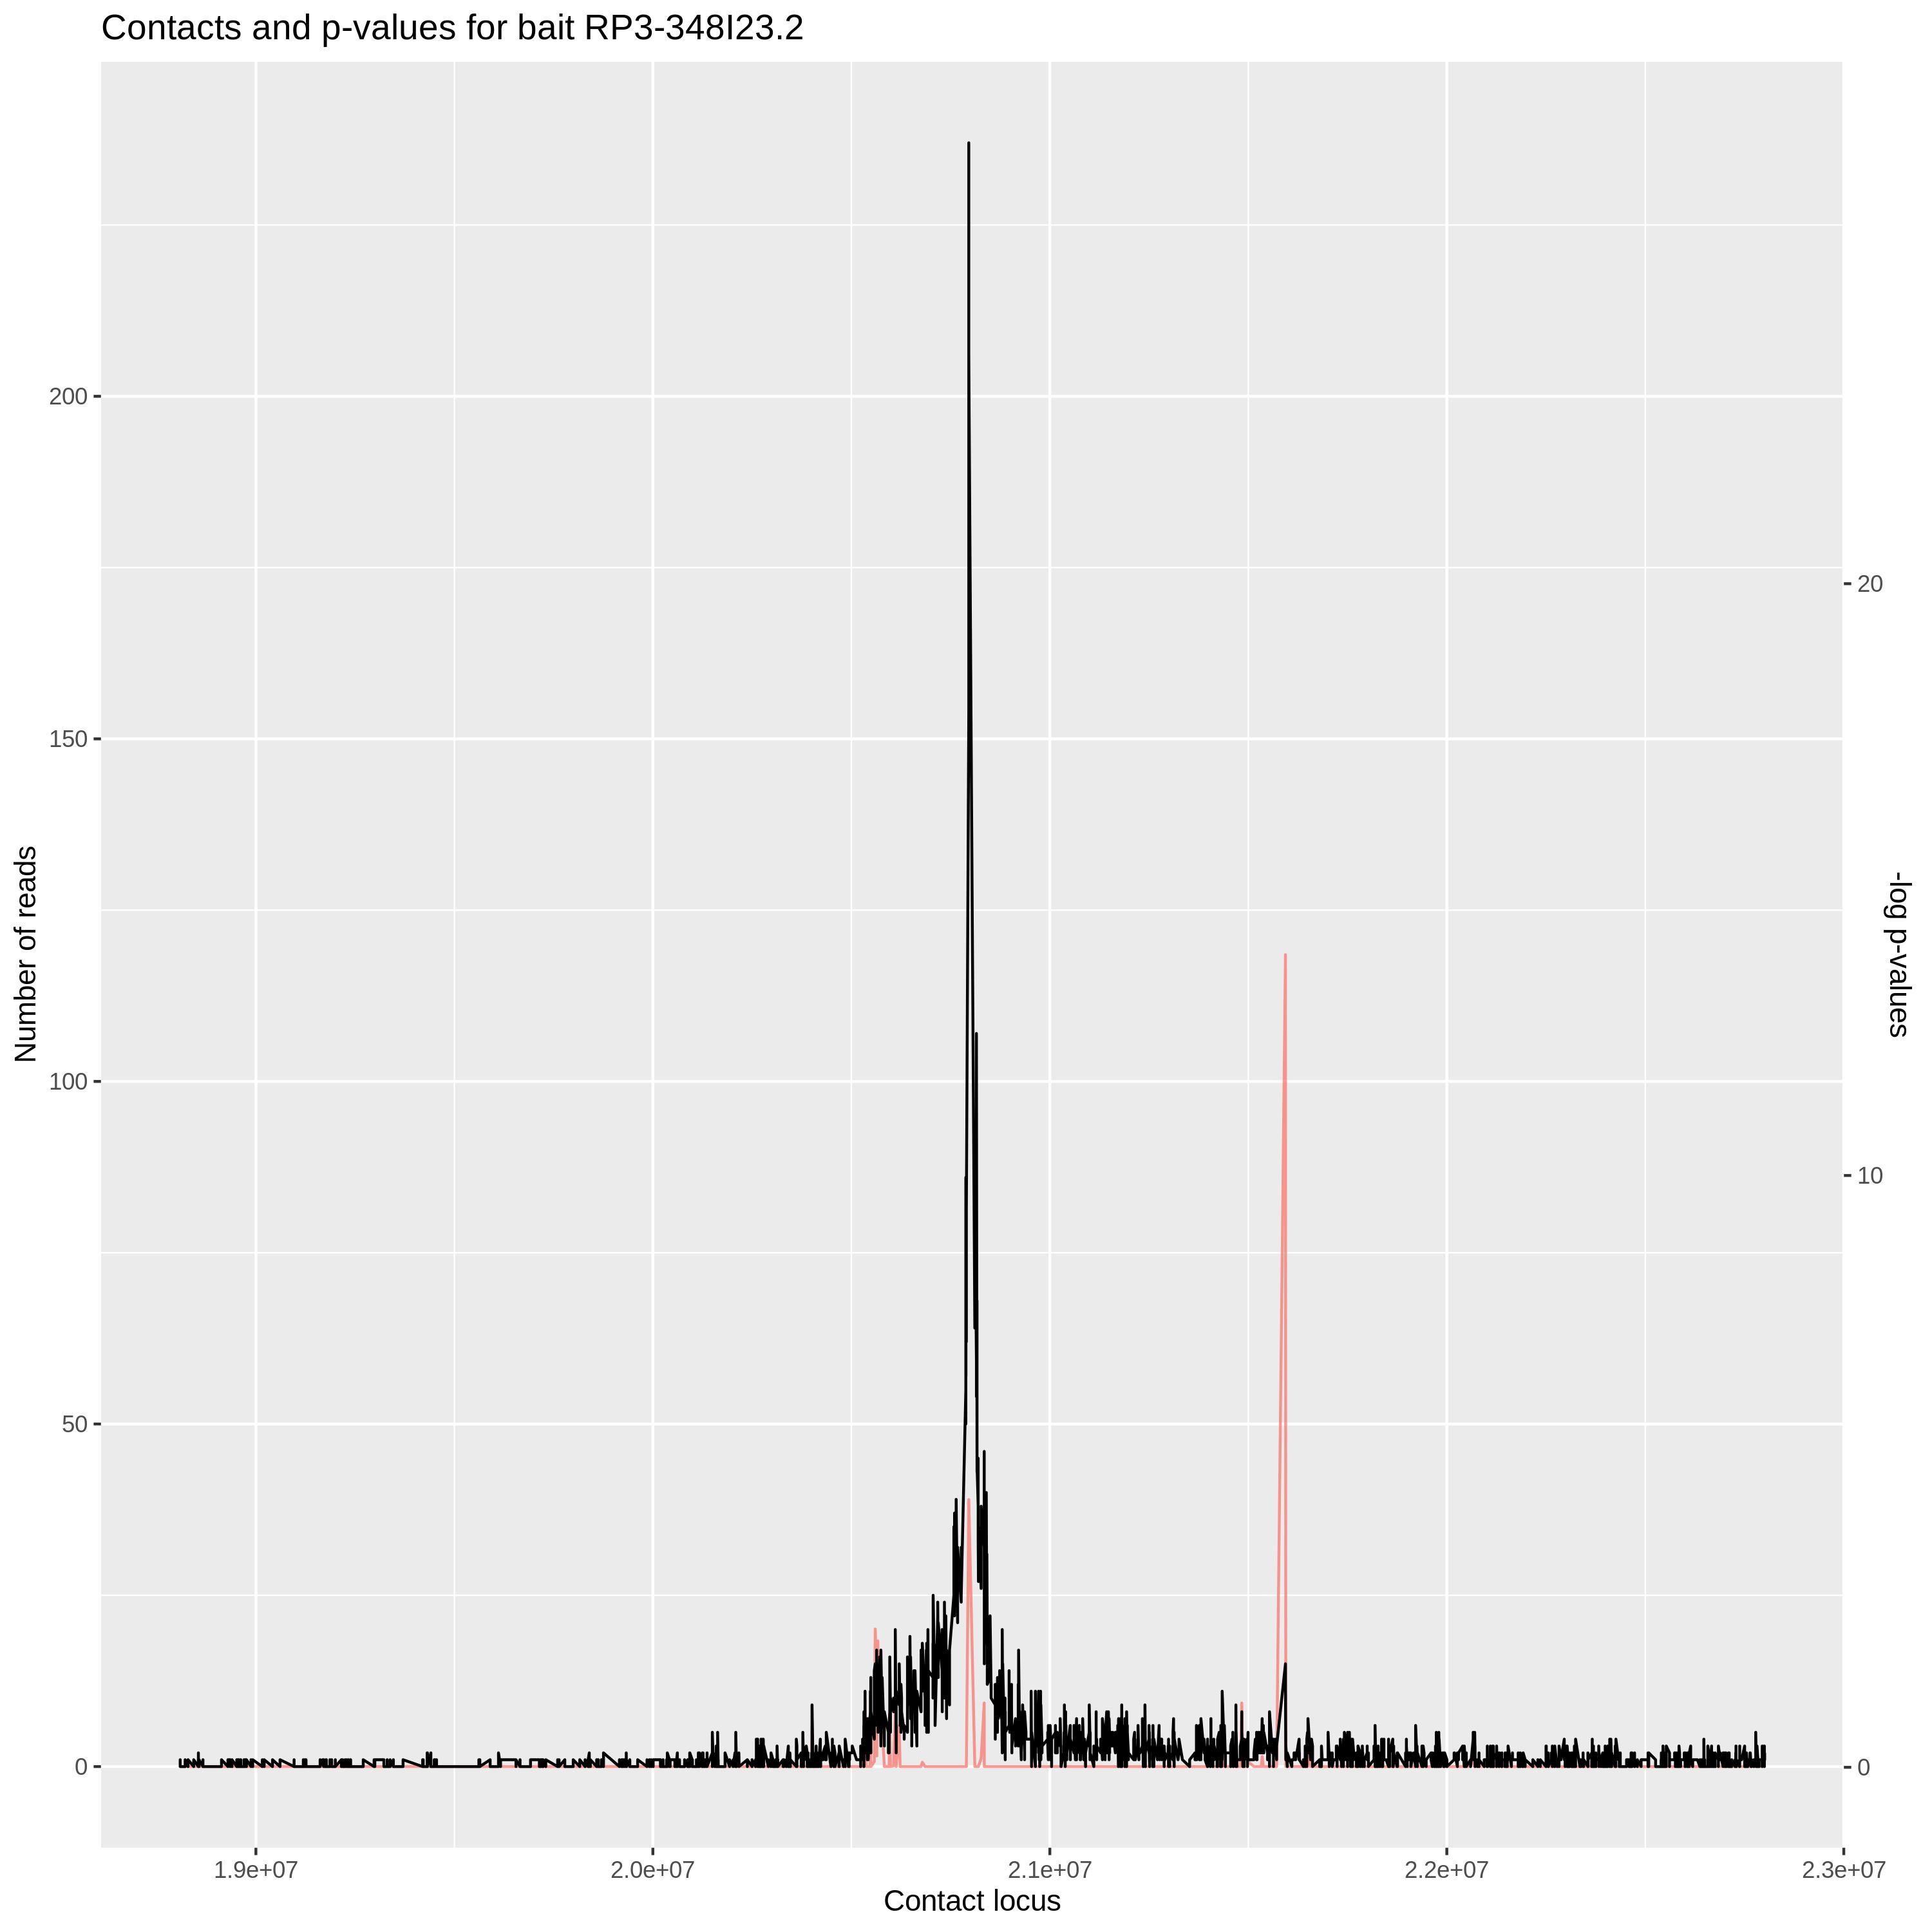 Contacts and p-values for bait RP3-348I23.2
Number of reads
200
150
100
50
0
20
10
0
-log p-values
1.9e+07
2.0e+07
2.1e+07
2.2e+07
2.3e+07
Contact locus